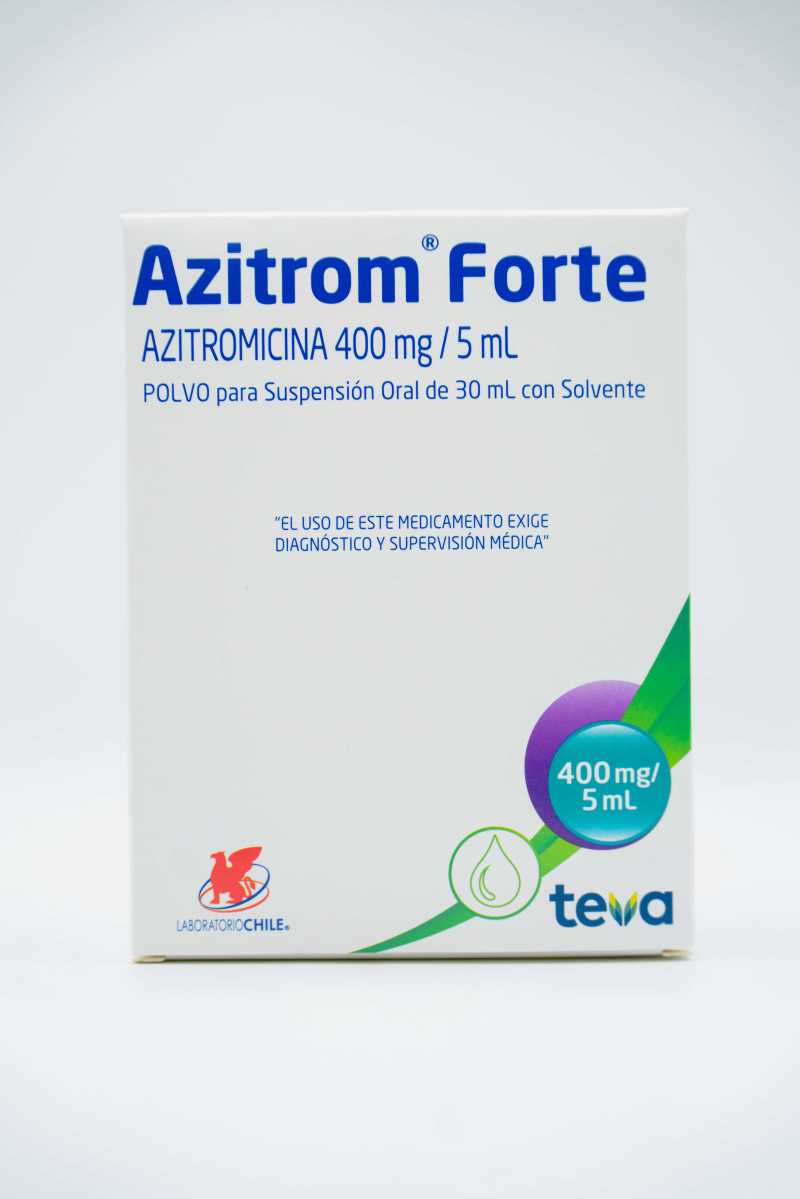 Azitrom® Forte
AZITROMICINA 400 mg / 5 mL
POLVO para Suspensión Oral de 30 mL con Solvente
"EL USO DE ESTE MEDICAMENTO EXIGE
DIAGNÓSTICO Y SUPERVISIÓN MÉDICA"
400 mg/
5 mL
LABORATORIOCHILE®
teva